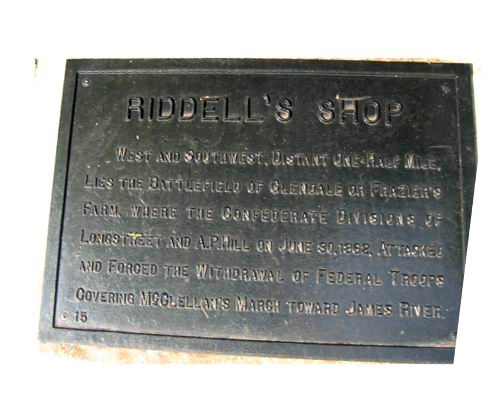 RIDDELL'S SHOP
WEST AND SOUTHWEST, DISTANT ONE-HALF MILE,
LIES THE BATTLEFIELD OF GLENDALE OR FRAZIER'S
FARM, WHERE THE CONFEDERATE DIVISIONS OF
LONGSTREET AND A.P. HILL ON JUNE 30, 1862, ATTACKED
AND FORCED THE WITHDRAWAL OF FEDERAL TROOPS
COVERING MCCLELLAN'S MARCH TOWARD JAMES RIVER.
15